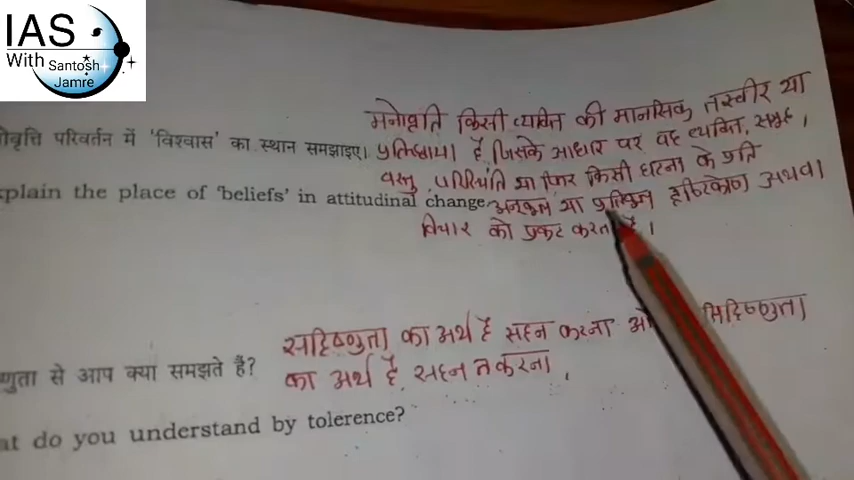 IAS
With Santosh
Jamre
मनोवृति किसी व्यक्ति की मानसिक तस्वीर या
वृत्ति परिवर्तन में 'विश्वास' का स्थान समझाइए। प्रतिछाया है जिसके आधार पर वह व्यक्ति, समूह,
वस्तु, परिस्थिति या फिर किसी घटना के प्रति
xplain the place of 'beliefs' in attitudinal change. अनुकूल या प्रतिकूल दृष्टिकोण अथवा
विचार को प्रकट करता है।
सहिष्णुता का अर्थ है सहन करना
णुता से आप क्या समझते हैं? का अर्थ है, सहन न करना,
at do you understand by tolerence?